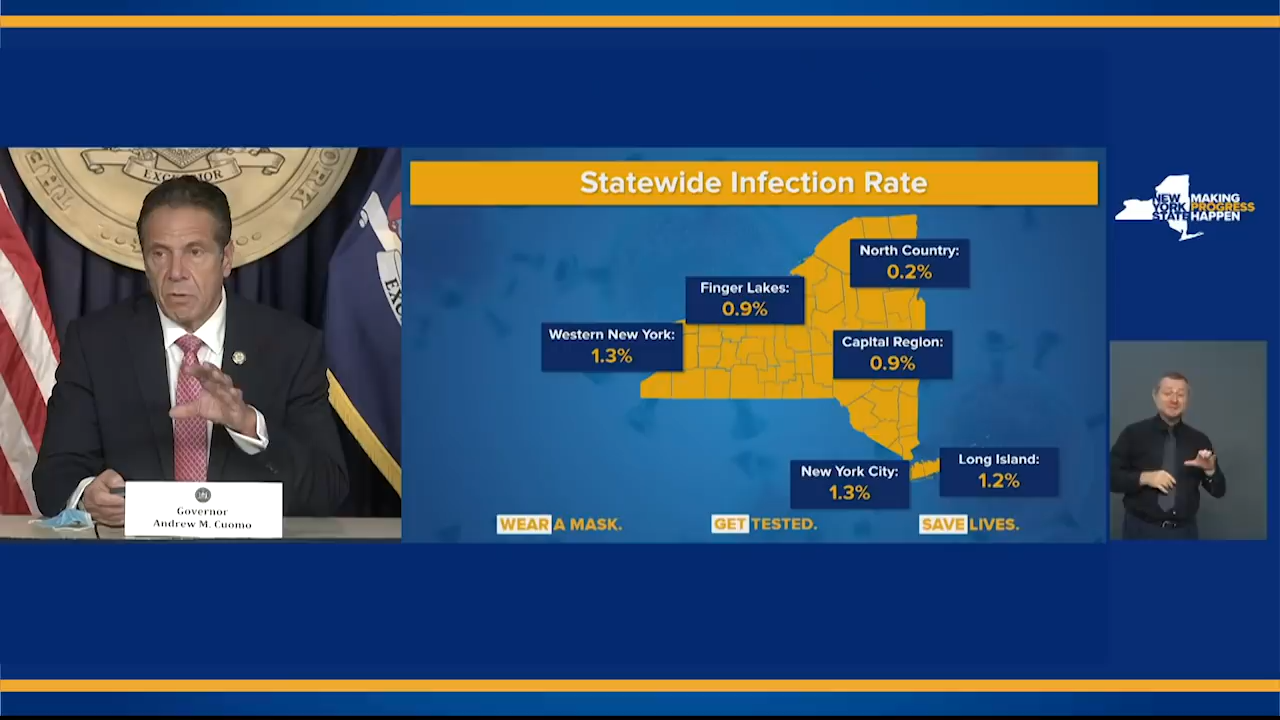 EXCELSIOR
Governor
Andrew M. Cuomo
Statewide Infection Rate
North Country:
0.2%
Finger Lakes:
0.9%
Western New York:
1.3%
Capital Region:
0.9%
Long Island:
1.2%
New York City:
1.3%
WEAR A MASK.
GET TESTED.
SAVE LIVES.
NEW
YORK
STATE
MAKING
PROGRESS
HAPPEN